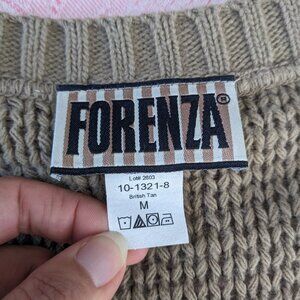 FORENZA®
Lot# 2603
10-1321-8
British Tan
M